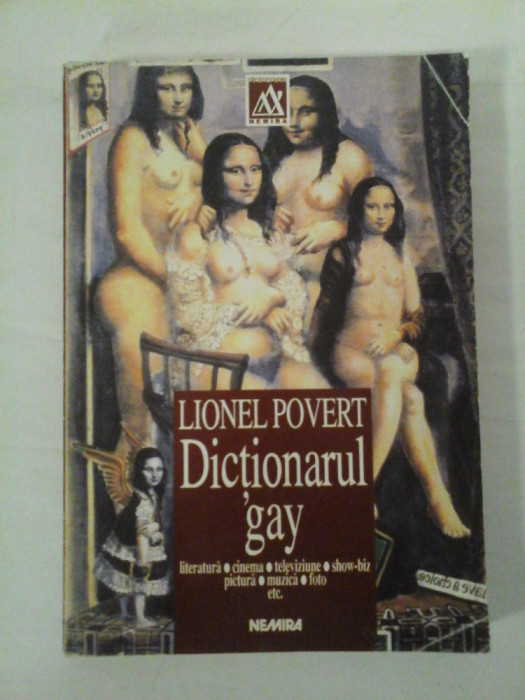 NEMIRA
LIONEL POVERT
Dicționarul
'gay
literatură • cinema • televiziune • show-biz
pictură • muzică • foto
etc.
NEMIRA